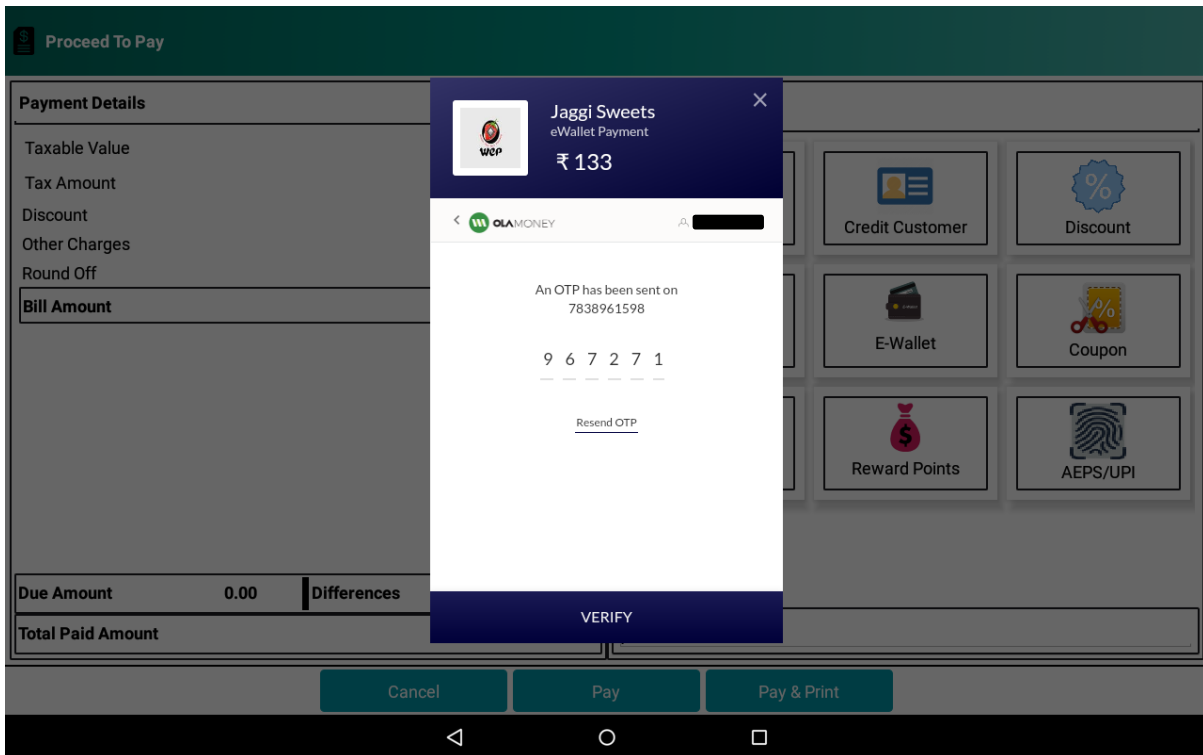 Proceed To Pay
Payment Details
Taxable Value
Tax Amount
Discount
Other Charges
Round Off
Bill Amount
Due Amount 0.00 Differences
Total Paid Amount
wep
Jaggi Sweets
eWallet Payment
₹ 133
OLAMONEY
An OTP has been sent on
7838961598
9 6 7 2 7 1
Resend OTP
VERIFY
Credit Customer
Discount
E-Wallet
Coupon
Reward Points
AEPS/UPI
Cancel
Pay
Pay & Print